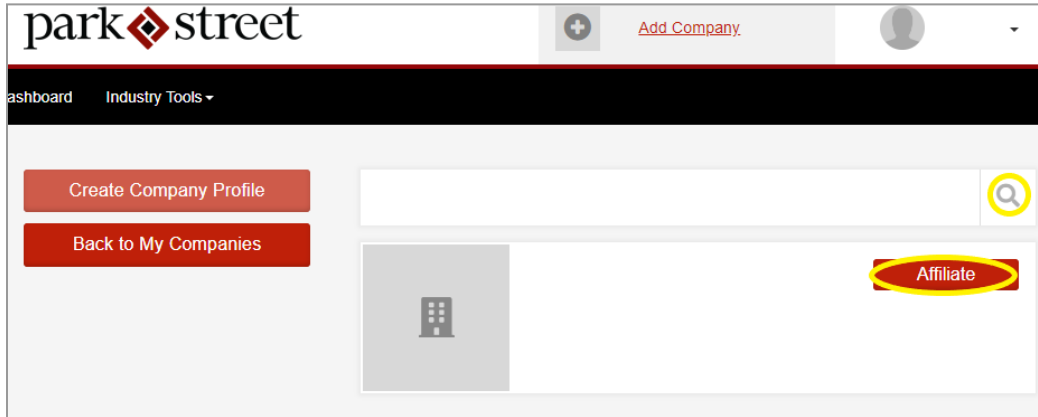 park street
Add Company
ashboard Industry Tools
Create Company Profile
Back to My Companies
Affiliate